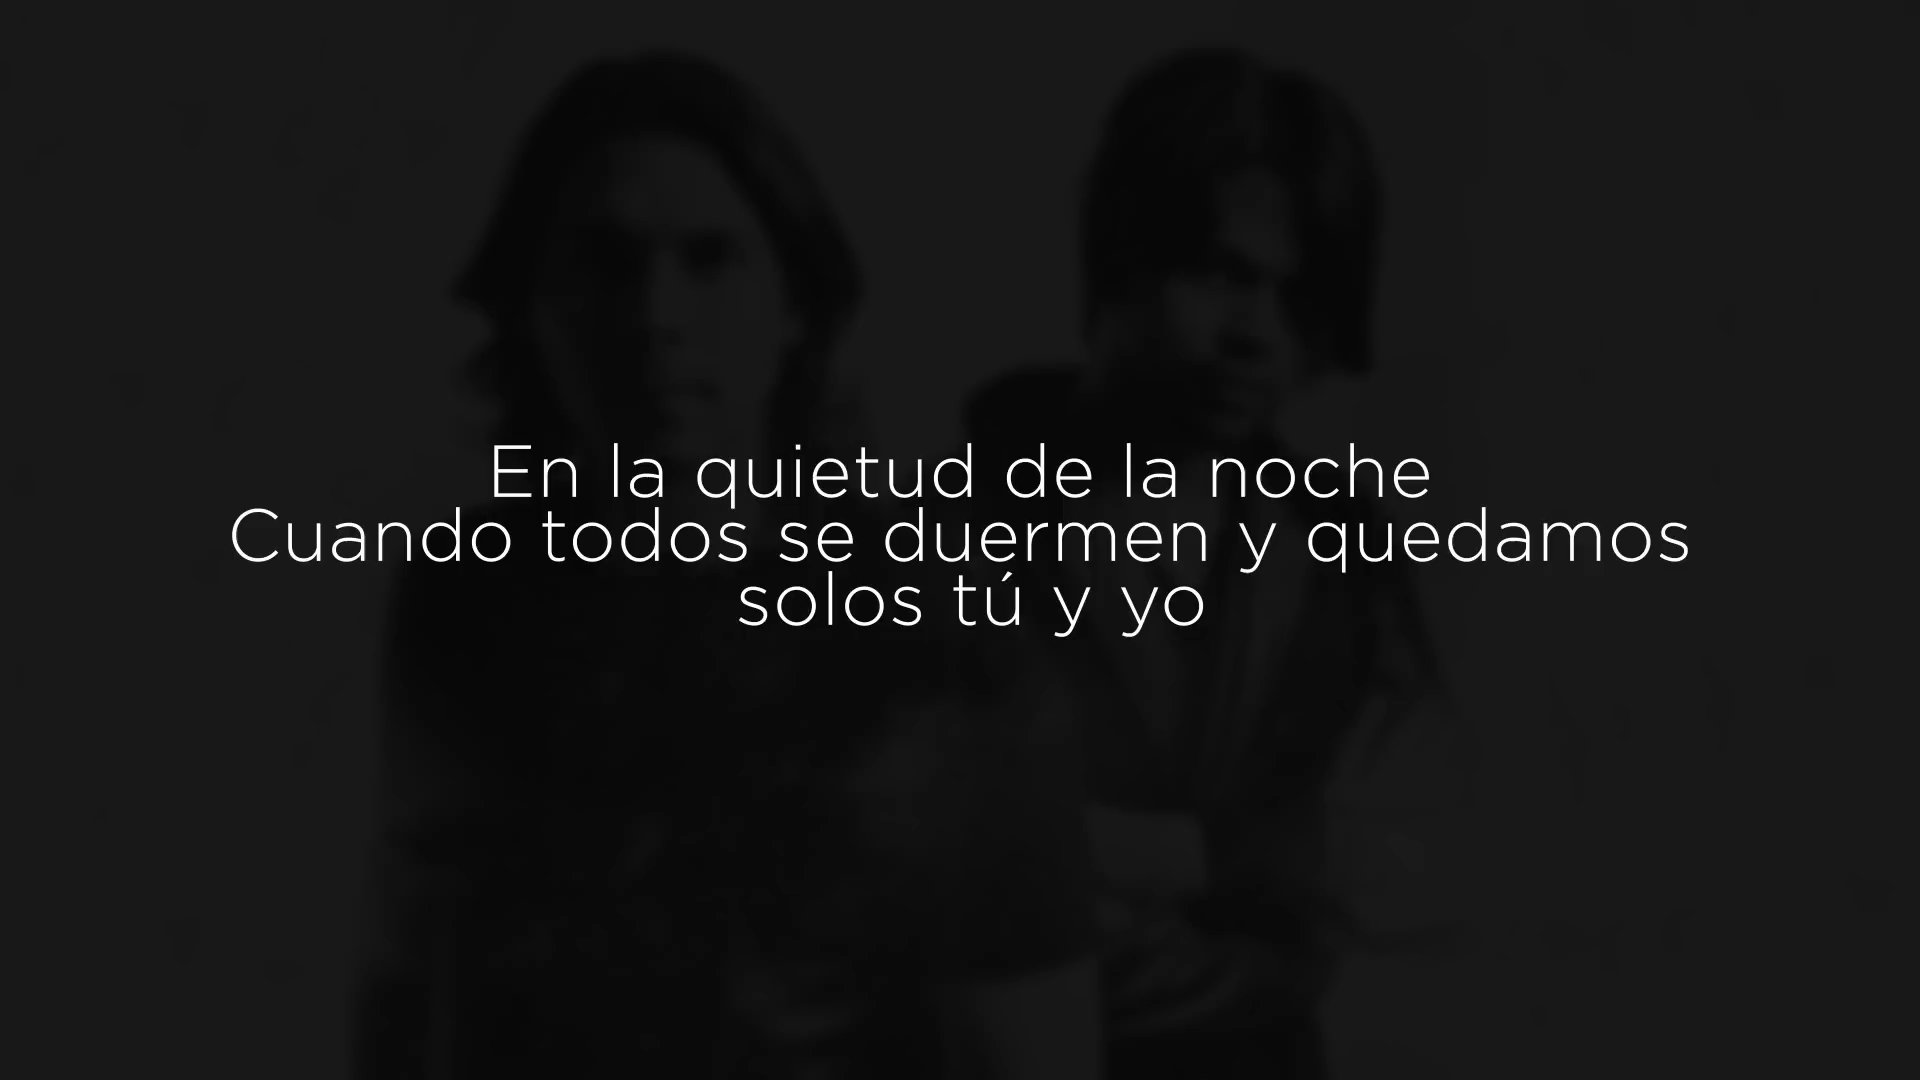 En la quietud de la noche
Cuando todos se duermen y quedamos
solos tú y yo